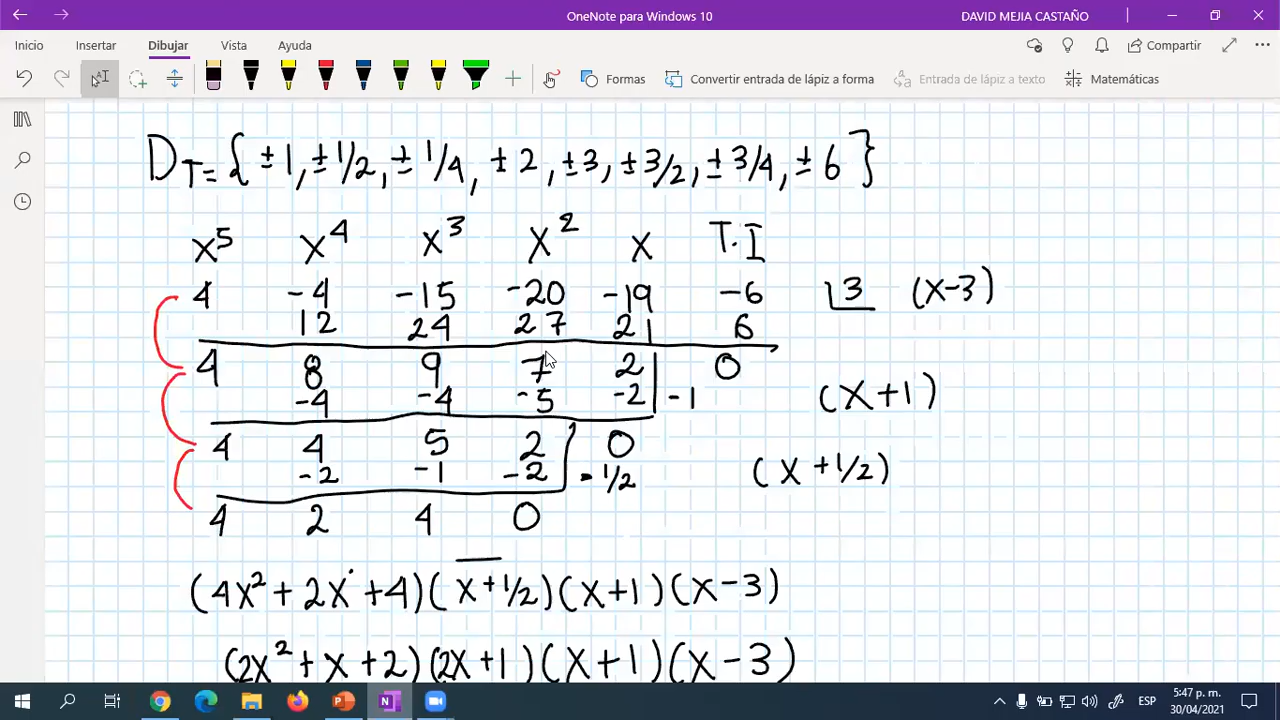 OneNote para Windows 10
DAVID MEJIA CASTAÑO
Inicio Insertar Dibujar Vista Ayuda Compartir
Formas Convertir entrada de lápiz a forma Entrada de lápiz a texto Matemáticas
D T= { ±1, ±1/2, ±1/4, ±2, ±3, ±3/2, ±3/4, ±6 }
x⁵ x⁴ x³ x² x T.I
4 -4 -15 -20 -19 -6 3 (x-3)
12 24 27 21 6
4 8 9 7 2 0
-4 -4 -5 -2 -1 (x+1)
4 4 5 2 0
-2 -1 -2 -1/2 (x+1/2)
4 2 4 0
(4x²+2x+4)(x+1/2)(x+1)(x-3)
(2x²+x+2)(2x+1)(x+1)(x-3)
ESP 5:47 p. m.
30/04/2021